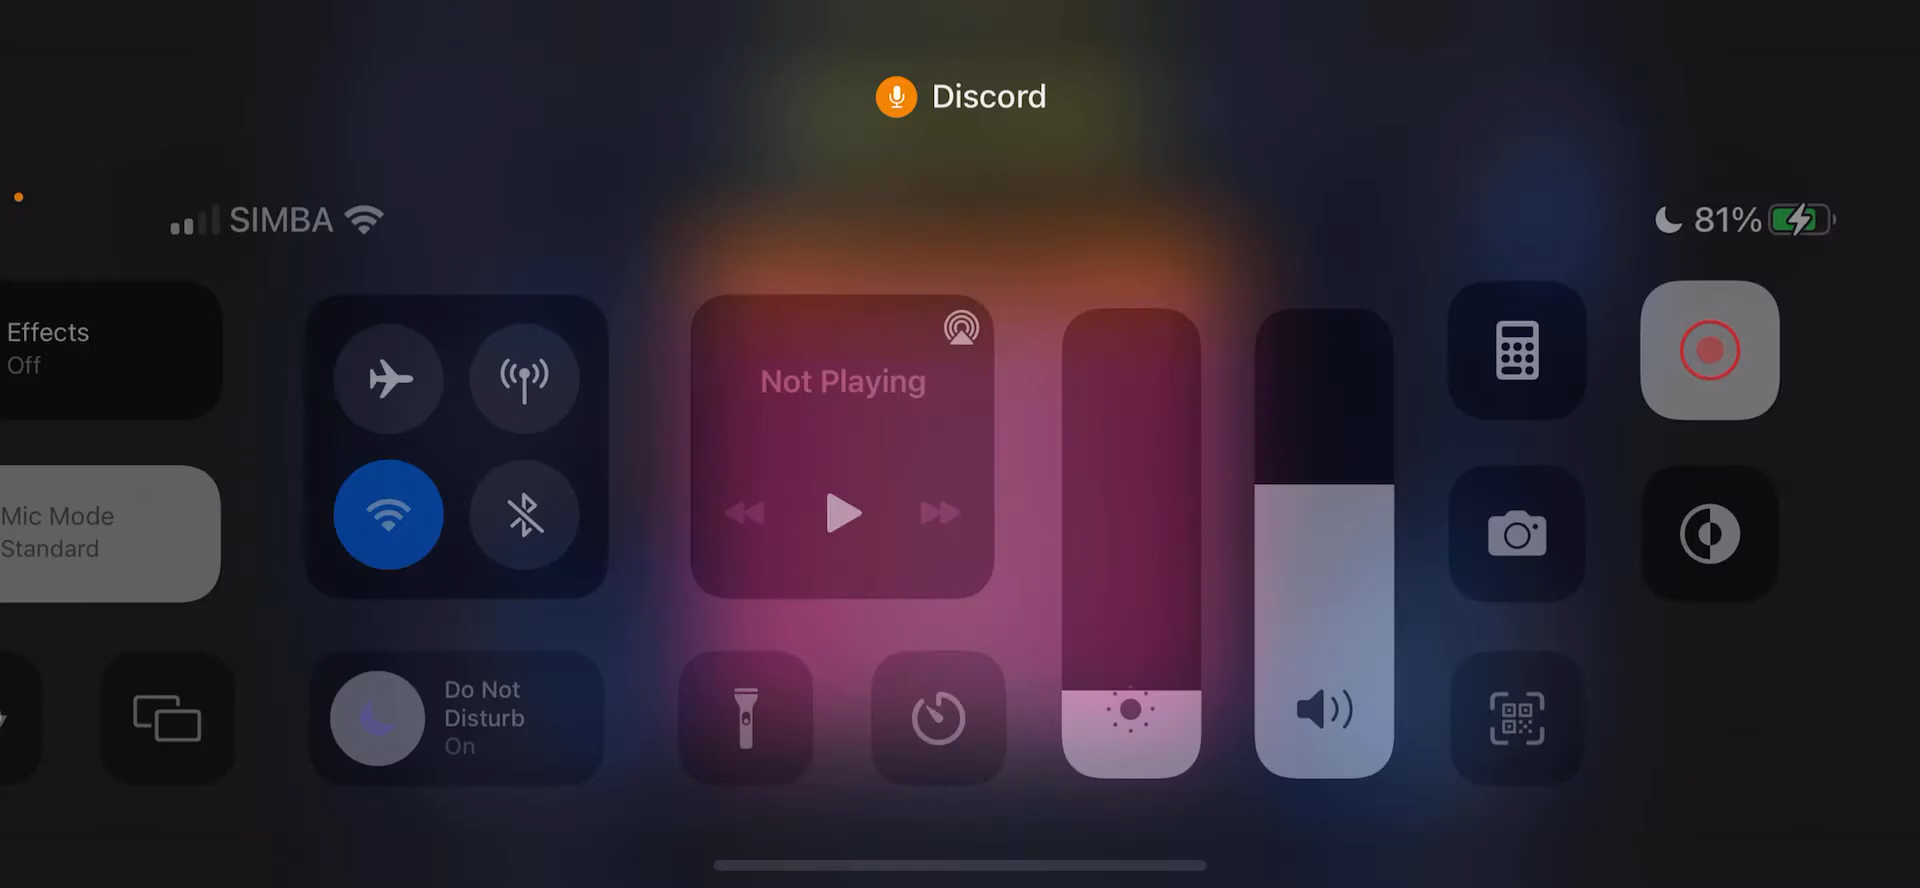 Discord
SIMBA
81%
Effects
Off
Not Playing
Mic Mode
Standard
Do Not
Disturb
On